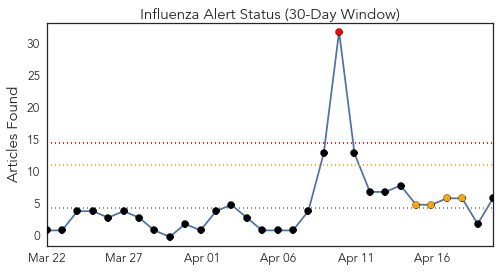 Influenza Alert Status (30-Day Window)
Articles Found
30
25
20
15
10
5
0
Mar 22
Mar 27
Apr 01
Apr 06
Apr 11
Apr 16